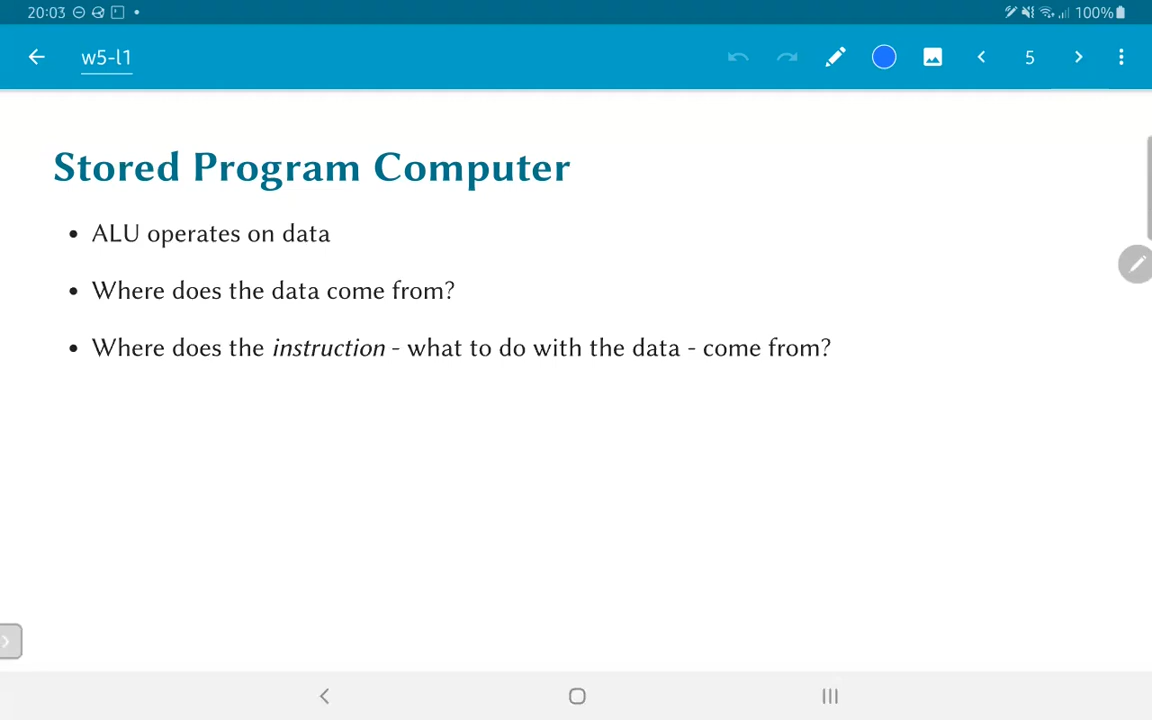 20:03
100%
w5-l1
5
Stored Program Computer
• ALU operates on data
• Where does the data come from?
• Where does the instruction - what to do with the data - come from?